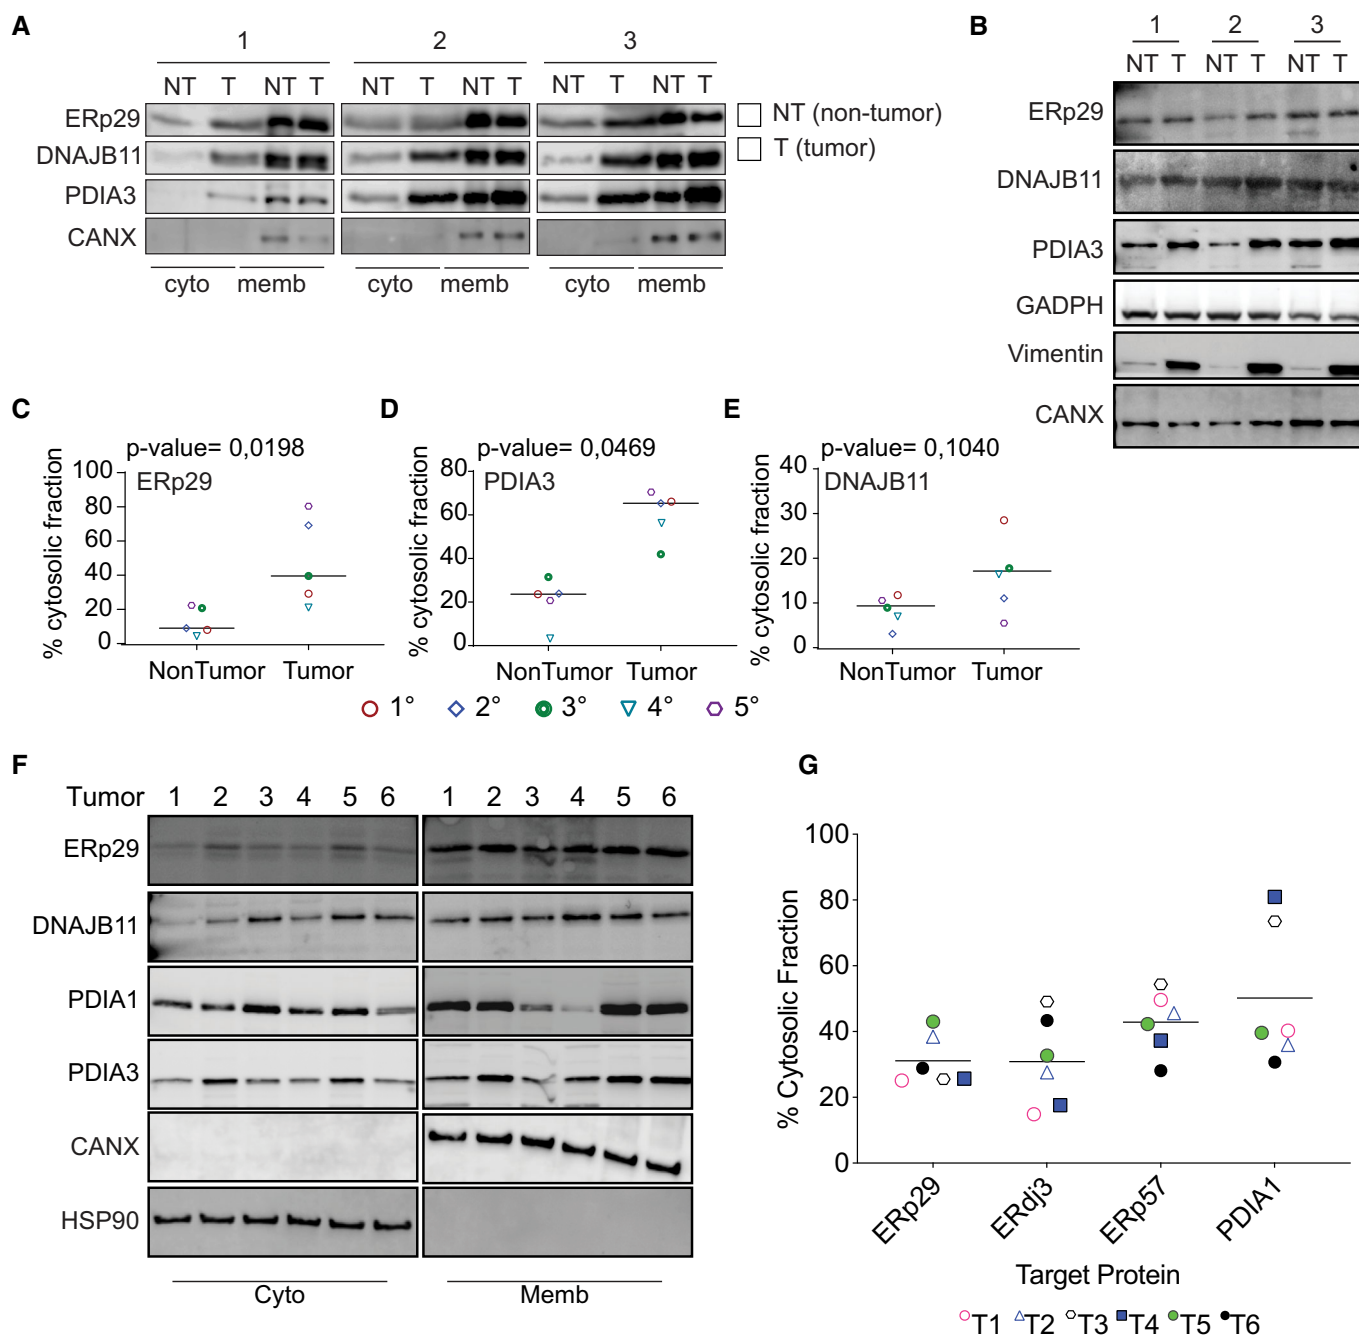 A
1 2 3
NT T NT T NT T NT T NT T NT T
ERp29
DNAJB11
PDIA3
CANX
cyto memb cyto memb cyto memb
NT (non-tumor)
T (tumor)
B
1 2 3
NT T NT T NT T
ERp29
DNAJB11
PDIA3
GADPH
Vimentin
CANX
C
p-value= 0,0198
ERp29
% cytosolic fraction
100
80
60
40
20
0
NonTumor Tumor
D
p-value= 0,0469
PDIA3
% cytosolic fraction
80
60
40
20
0
NonTumor Tumor
E
p-value= 0,1040
DNAJB11
% cytosolic fraction
40
30
20
10
0
NonTumor Tumor
1° 2° 3° 4° 5°
F
Tumor 1 2 3 4 5 6 1 2 3 4 5 6
ERp29
DNAJB11
PDIA1
PDIA3
CANX
HSP90
Cyto Memb
G
% Cytosolic Fraction
100
80
60
40
20
0
ERp29 ERdj3 ERp57 PDIA1
Target Protein
T1 T2 T3 T4 T5 T6